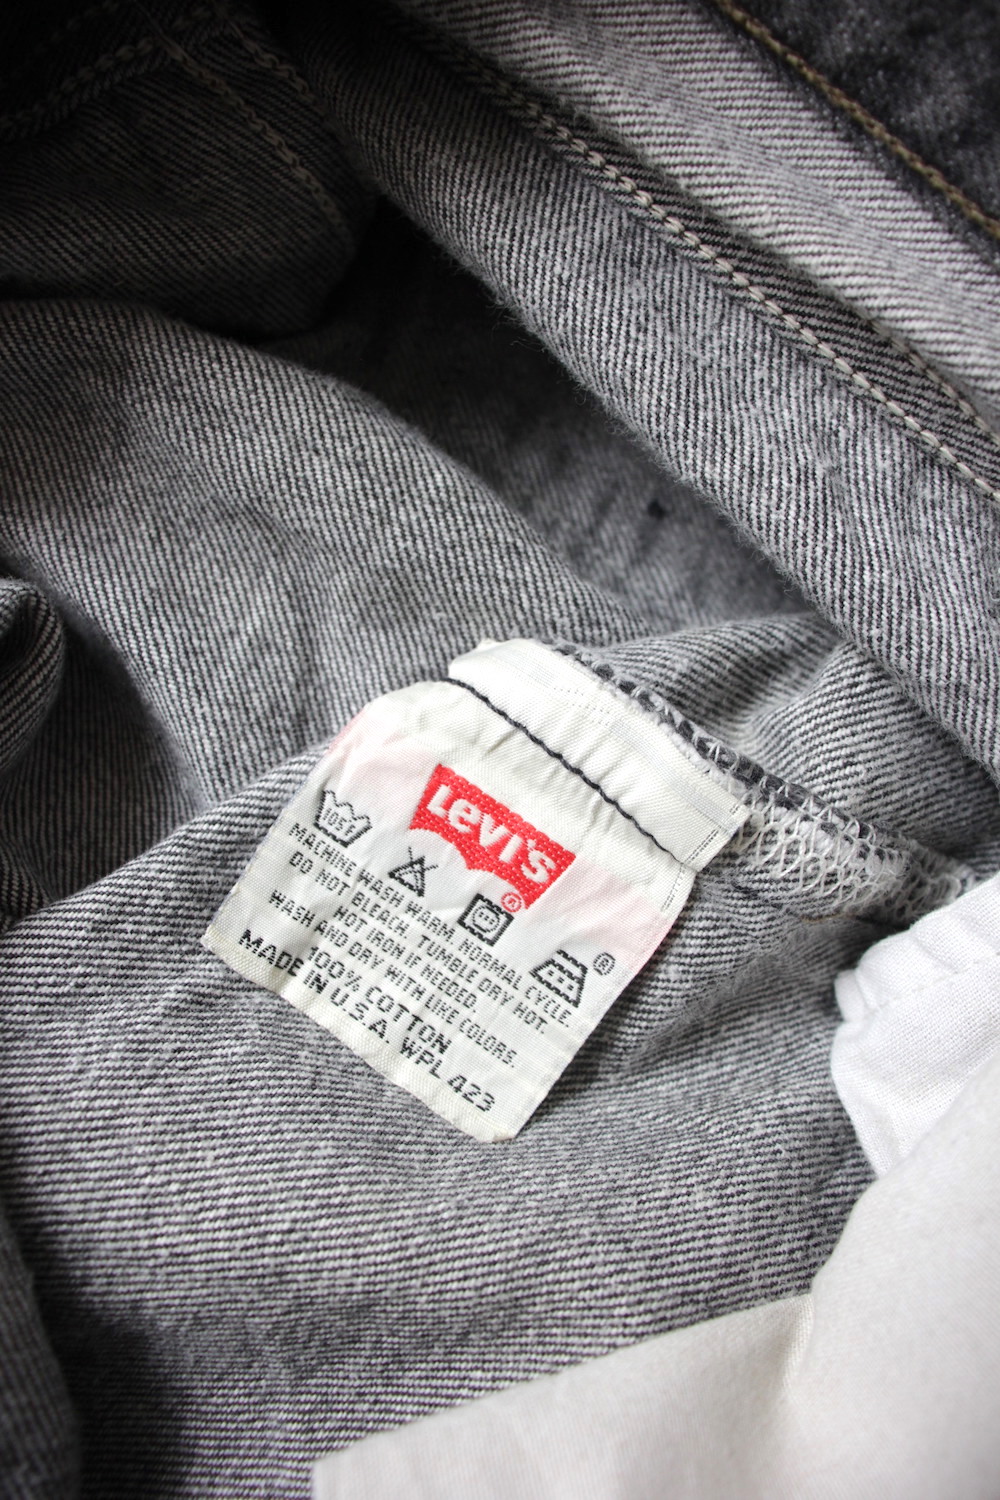 Levi's
®
105F
®
MACHINE WASH WARM. NORMAL CYCLE.
DO NOT BLEACH. TUMBLE DRY HOT.
HOT IRON IF NEEDED.
WASH AND DRY WITH LIKE COLORS.
100% COTTON
MADE IN U.S.A. WPL 423